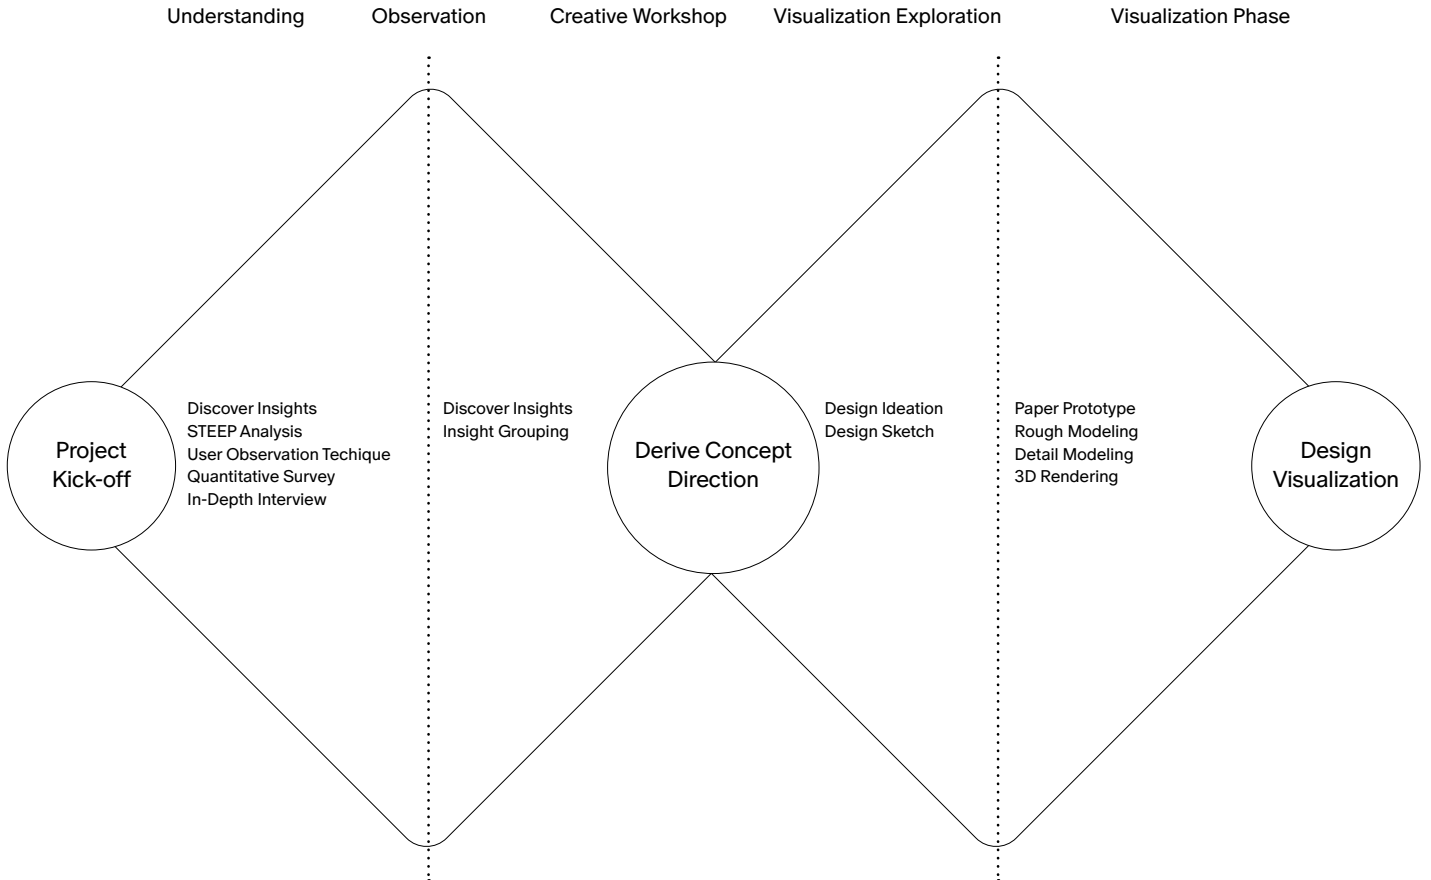 Understanding
Observation
Creative Workshop
Visualization Exploration
Visualization Phase
Project
Kick-off
Discover Insights
STEEP Analysis
User Observation Techique
Quantitative Survey
In-Depth Interview
Discover Insights
Insight Grouping
Derive Concept
Direction
Design Ideation
Design Sketch
Paper Prototype
Rough Modeling
Detail Modeling
3D Rendering
Design
Visualization